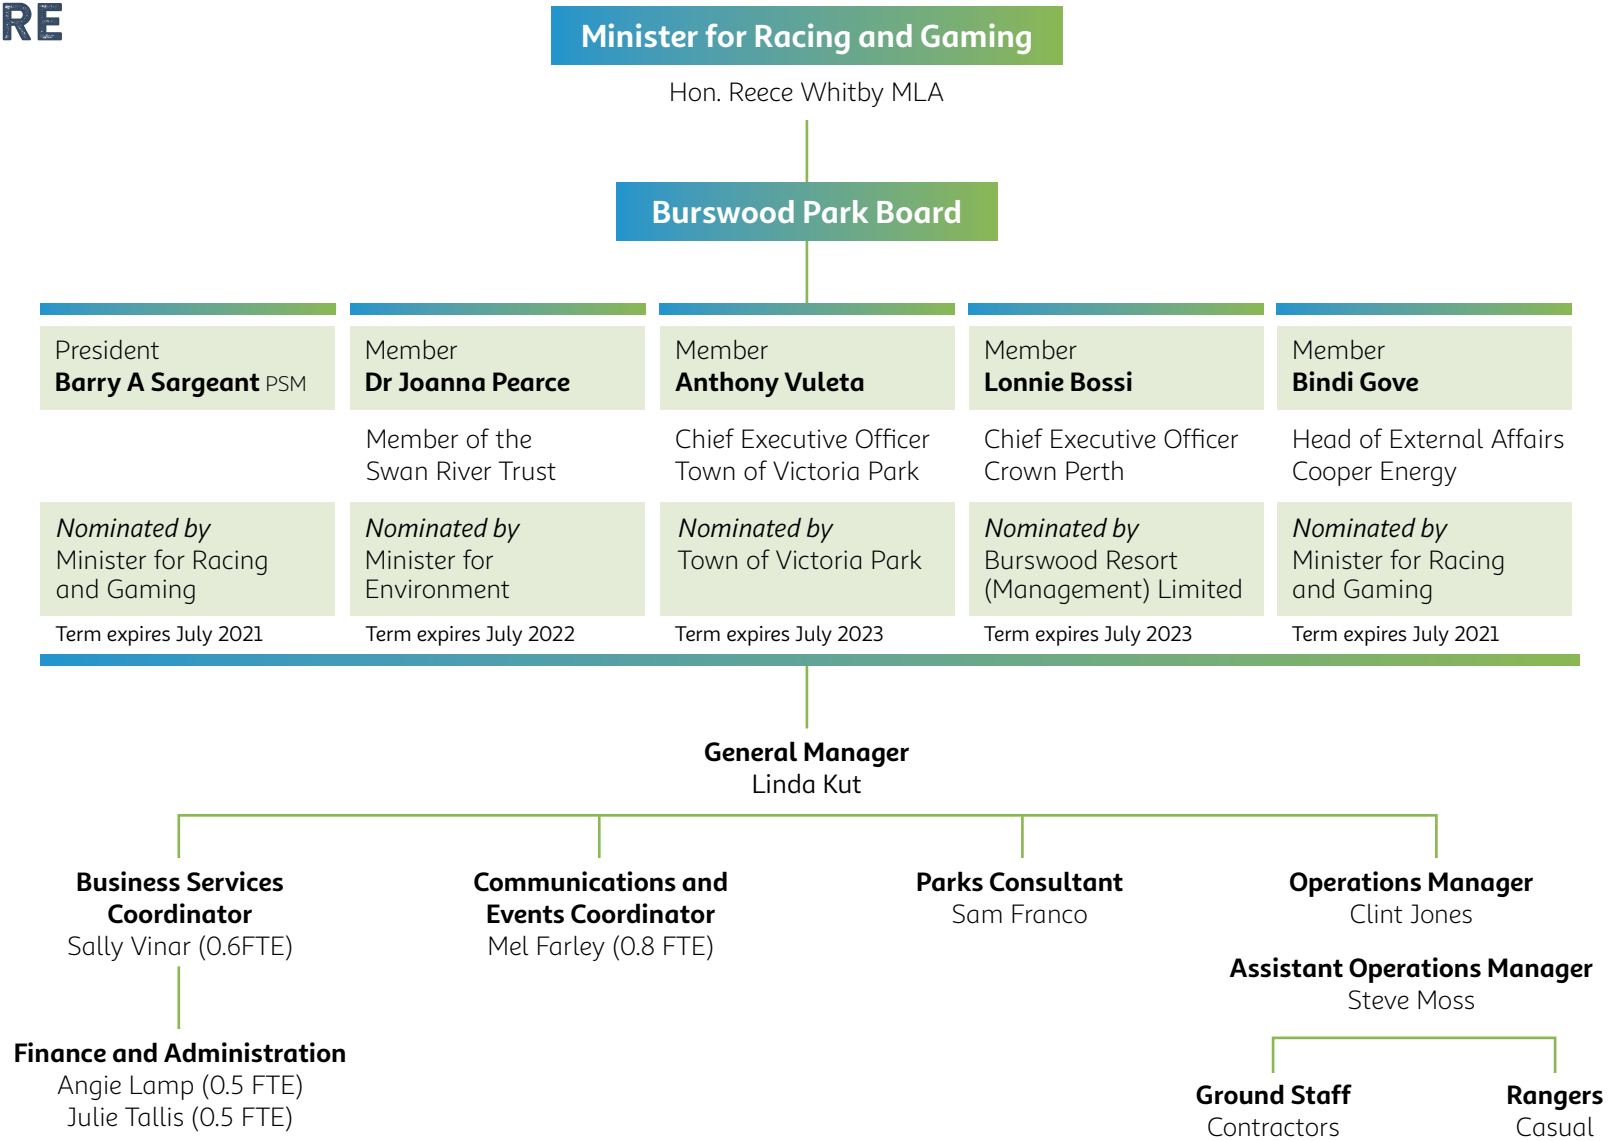 RE
Minister for Racing and Gaming
Hon. Reece Whitby MLA
Burswood Park Board
President
Barry A Sargeant PSM
Nominated by
Minister for Racing
and Gaming
Term expires July 2021
Member
Dr Joanna Pearce
Member of the
Swan River Trust
Nominated by
Minister for
Environment
Term expires July 2022
Member
Anthony Vuleta
Chief Executive Officer
Town of Victoria Park
Nominated by
Town of Victoria Park
Term expires July 2023
Member
Lonnie Bossi
Chief Executive Officer
Crown Perth
Nominated by
Burswood Resort
(Management) Limited
Term expires July 2023
Member
Bindi Gove
Head of External Affairs
Cooper Energy
Nominated by
Minister for Racing
and Gaming
Term expires July 2021
General Manager
Linda Kut
Business Services
Coordinator
Sally Vinar (0.6FTE)
Finance and Administration
Angie Lamp (0.5 FTE)
Julie Tallis (0.5 FTE)
Communications and
Events Coordinator
Mel Farley (0.8 FTE)
Parks Consultant
Sam Franco
Operations Manager
Clint Jones
Assistant Operations Manager
Steve Moss
Ground Staff
Contractors
Rangers
Casual